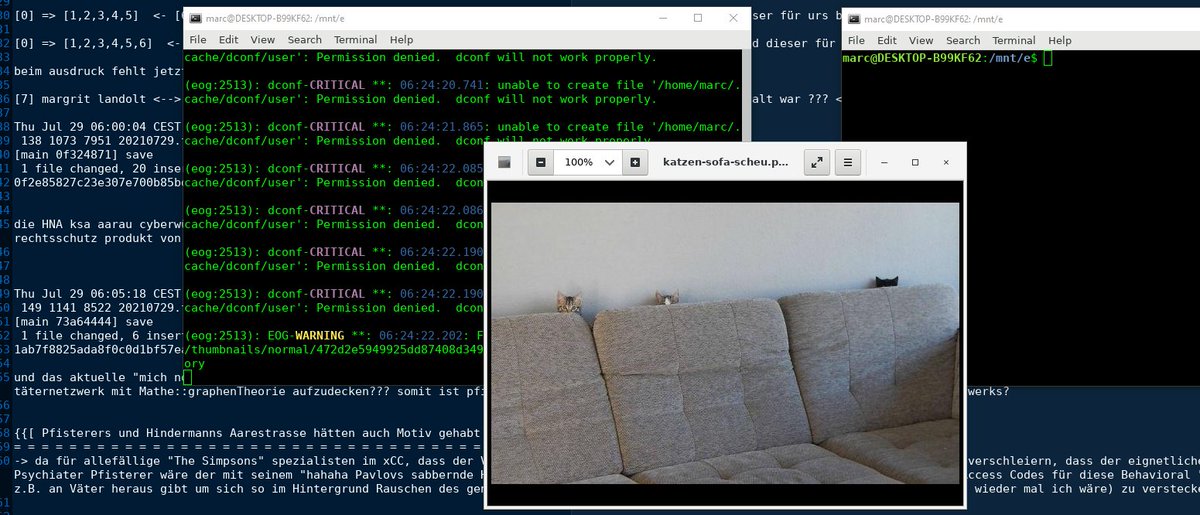 [0] => [1,2,3,4,5]  <- [
ser für urs b
[0] => [1,2,3,4,5,6]  <-
d dieser für
beim ausdruck fehlt jetz
[7] margrit landolt <-->
alt war ??? <
Thu Jul 29 06:00:04 CEST
138 1073 7951 20210729.
[main 0f324871] save
1 file changed, 20 inser
0f2e85827c23e307e700b85b
die HNA ksa aarau cyberw
rechtsschutz produkt von
Thu Jul 29 06:05:18 CEST
149 1141 8522 20210729.
[main 73a64444] save
1 file changed, 6 inser
1ab7f8825ada8f0c0d1bf57e
und das aktuelle "mich n
täternetzwerk mit Mathe::graphenTheorie aufzudecken??? somit ist pfi
werks?
{{[ Pfisterers und Hindermanns Aarestrasse hätten auch Motiv gehabt
= = = = = = = = = = = = = = = = = = = = = = = = = = = = = = = = = =
-> da für allefällige "The Simpsons" spezialisten im xCC, dass der V
verschleiern, dass der eignetliche
Psychiater Pfisterer wäre der mit seinem "hahaha Pavlovs sabbernde H
ccess Codes für diese Behavioral
z.B. an Väter heraus gibt um sich so im Hintergrund Rauschen des gen
wieder mal ich wäre) zu verstecke
marc@DESKTOP-B99KF62: /mnt/e
File Edit View Search Terminal Help
cache/dconf/user': Permission denied.  dconf will not work properly.
(eog:2513): dconf-CRITICAL **: 06:24:20.741: unable to create file '/home/marc/.
cache/dconf/user': Permission denied.  dconf will not work properly.
(eog:2513): dconf-CRITICAL **: 06:24:21.865: unable to create file '/home/marc/.
cache/dconf/user': Permission denied.  dconf will not work properly.
(eog:2513): dconf-CRITICAL **: 06:24:22.085
cache/dconf/user': Permission denied.  dcon
(eog:2513): dconf-CRITICAL **: 06:24:22.086
cache/dconf/user': Permission denied.  dcon
(eog:2513): dconf-CRITICAL **: 06:24:22.190
cache/dconf/user': Permission denied.  dcon
(eog:2513): dconf-CRITICAL **: 06:24:22.190
cache/dconf/user': Permission denied.  dcon
(eog:2513): EOG-WARNING **: 06:24:22.202: F
/thumbnails/normal/472d2e5949925dd87408d349
ory
100%
katzen-sofa-scheu.p...
marc@DESKTOP-B99KF62: /mnt/e
File Edit View Search Terminal Help
marc@DESKTOP-B99KF62:/mnt/e$